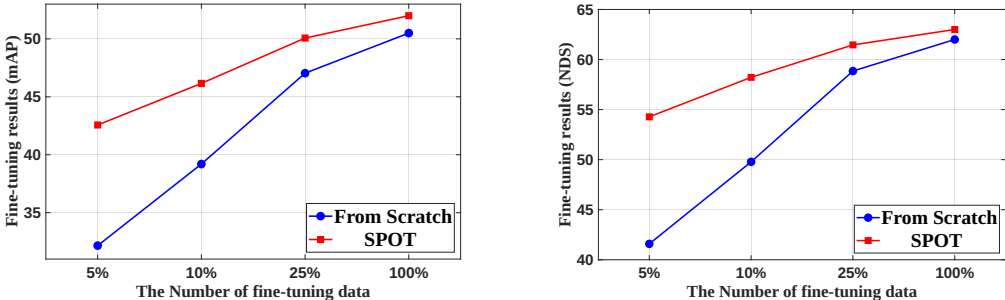 Fine-tuning results (mAP)
50
45
40
35
From Scratch
SPOT
5%
10%
25%
100%
The Number of fine-tuning data
Fine-tuning results (NDS)
65
60
55
50
45
40
From Scratch
SPOT
5%
10%
25%
100%
The Number of fine-tuning data